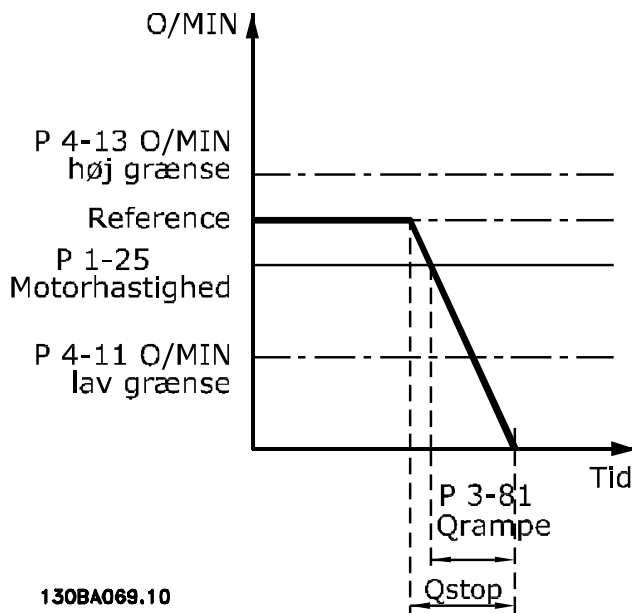 O/MIN
P 4-13 O/MIN
høj grænse
Reference
P 1-25
Motorhastighed
P 4-11 O/MIN
lav grænse
Tid
P 3-81
Qrampe
Qstop
130BA069.10